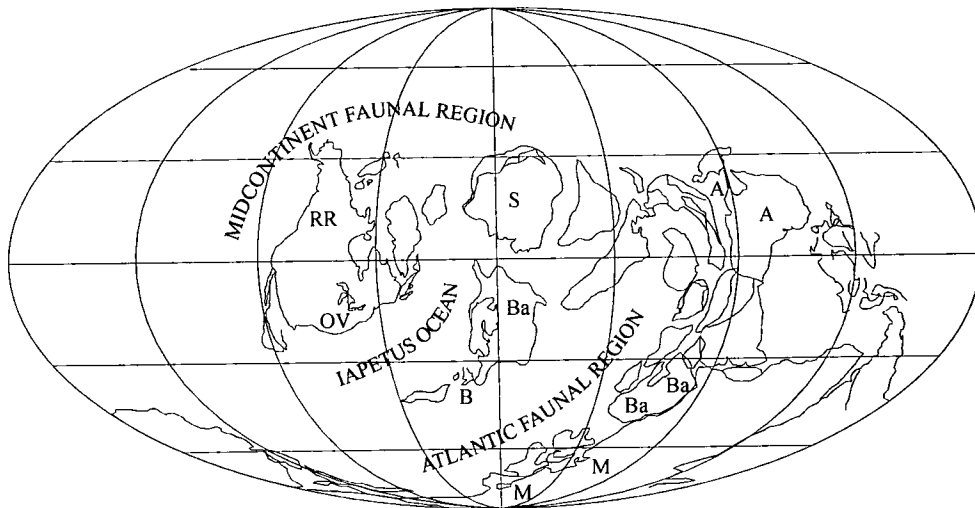 MIDCONTINENT FAUNAL REGION
RR
S
A
A
OV
IAPETUS OCEAN
Ba
B
ATLANTIC FAUNAL REGION
Ba
Ba
M
M